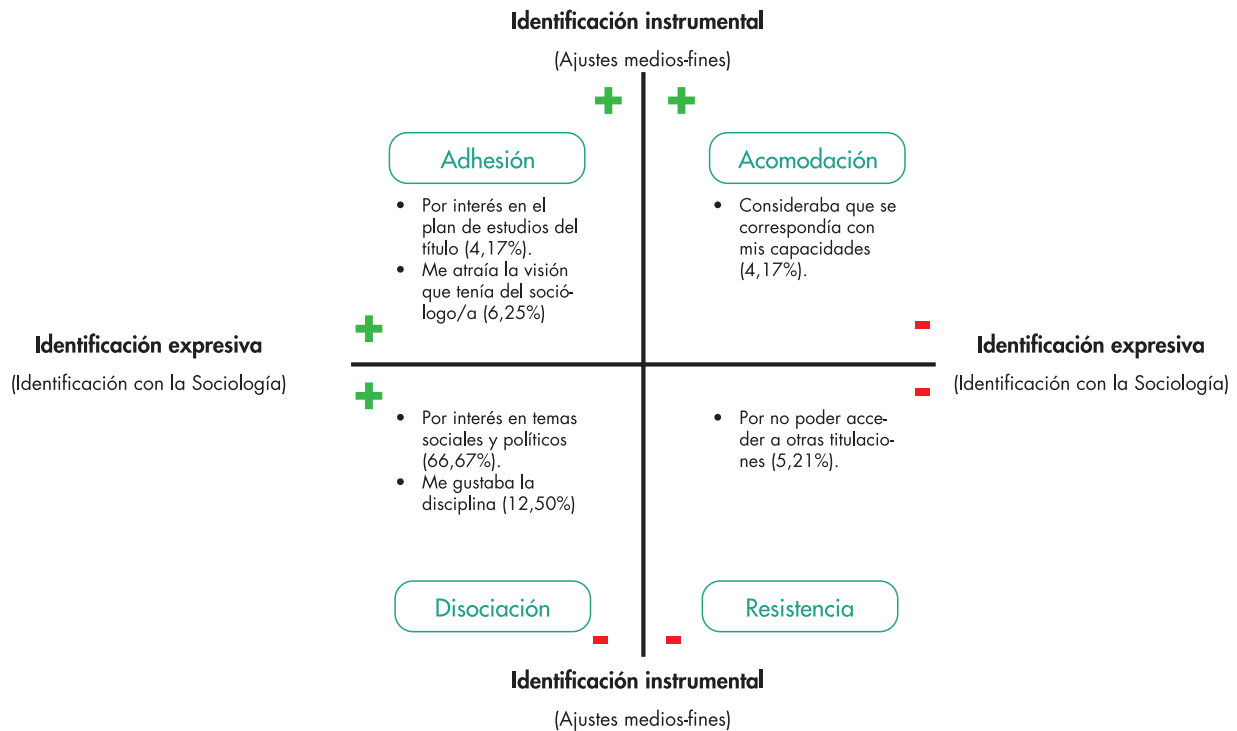 Identificación instrumental
(Ajustes medios-fines)
+ +
Adhesión
• Por interés en el
plan de estudios del
título (4,17%).
• Me atraía la visión
que tenía del soció-
logo/a (6,25%)
+
Acomodación
• Consideraba que se
correspondía con
mis capacidades
(4,17%).
-
Identificación expresiva
(Identificación con la Sociología)
Identificación expresiva
(Identificación con la Sociología)
+
• Por interés en temas
sociales y políticos
(66,67%).
• Me gustaba la
disciplina (12,50%)
Disociación
-
-
• Por no poder acce-
der a otras titulacio-
nes (5,21%).
Resistencia
-
Identificación instrumental
(Ajustes medios-fines)